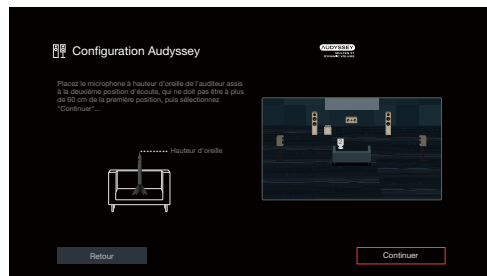 Configuration Audyssey
AUDYSSEY
Placez le microphone à hauteur d'oreille de l'auditeur assis
à la deuxième position d'écoute, qui ne doit pas être à plus
de 60 cm de la première position, puis sélectionnez
"Continuer"...
Hauteur d'oreille
Retour
Continuer